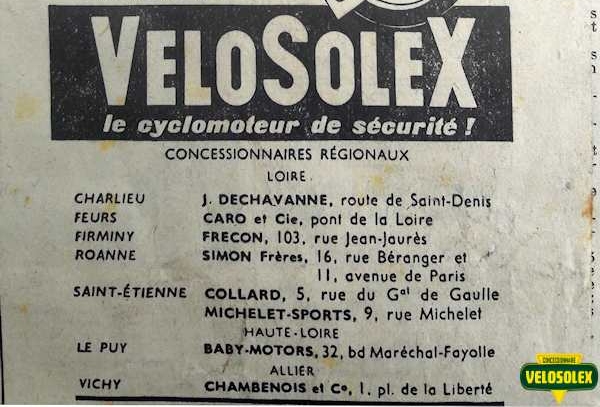 VELOSOLEX
le cyclomoteur de sécurité !
CONCESSIONNAIRES RÉGIONAUX
LOIRE
CHARLIEU J. DECHAVANNE, route de Saint-Denis
FEURS CARO et Cie, pont de la Loire
FIRMINY FRECON, 103, rue Jean-Jaurès
ROANNE SIMON Frères, 16, rue Béranger et
11, avenue de Paris
SAINT-ÉTIENNE COLLARD, 5, rue du Gal de Gaulle
MICHELET-SPORTS, 9, rue Michelet
HAUTE-LOIRE
LE PUY BABY-MOTORS, 32, bd Maréchal-Fayolle
ALLIER
VICHY CHAMBENOIS et Co, 1. pl. de la Liberté
CONCESSIONNAIRE
VELOSOLEX